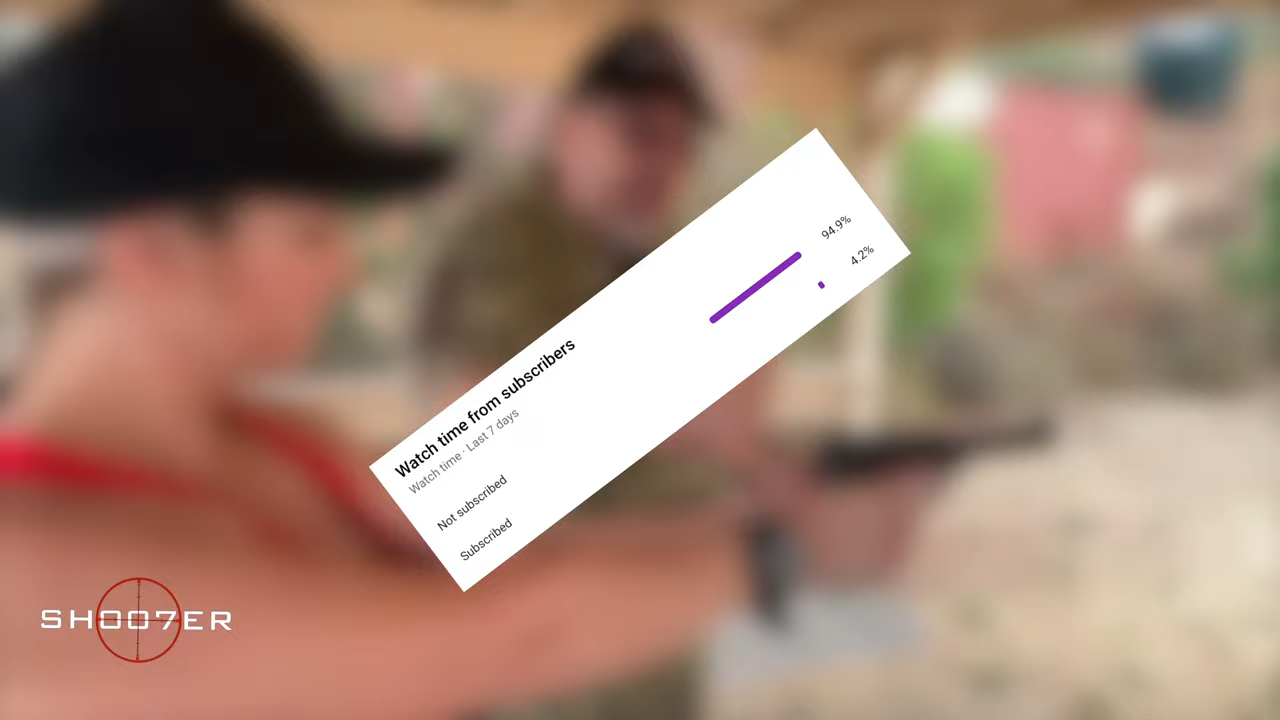 Watch time from subscribers
Watch time · Last 7 days
Not subscribed 94.9%
Subscribed 4.2%
SHOO7ER